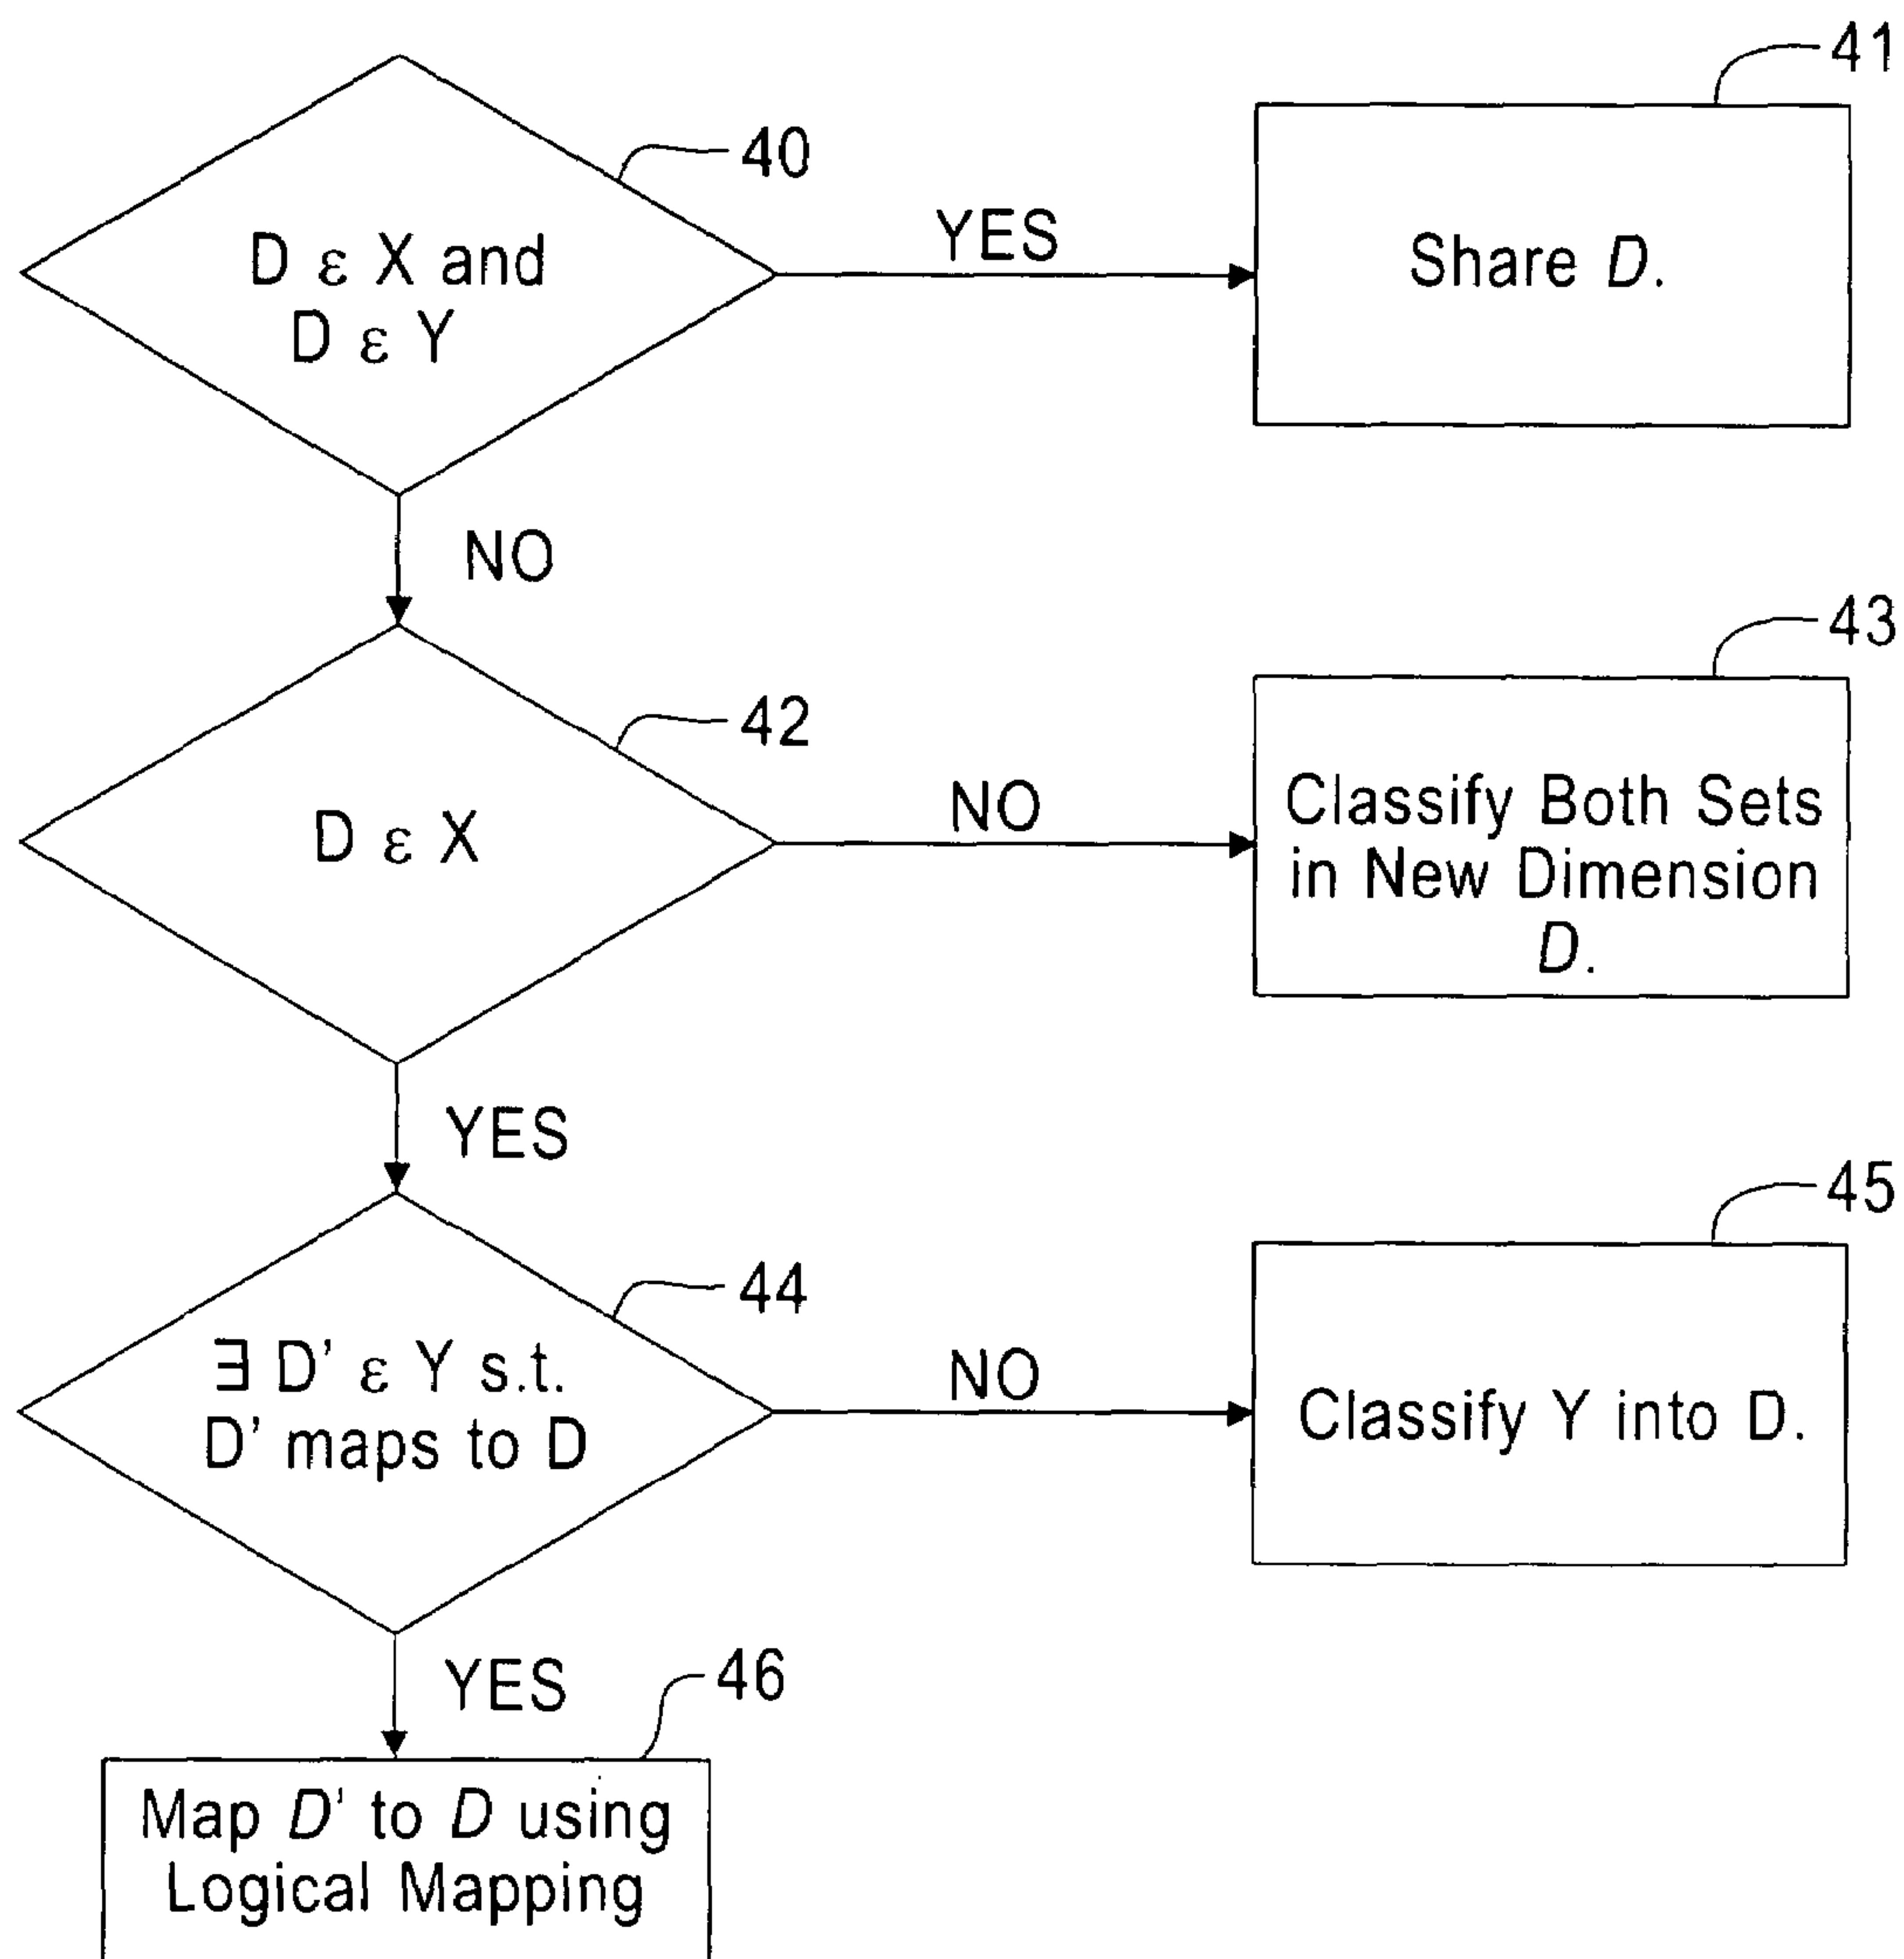 41
40
D ε X and
D ε Y
YES
Share D.
NO
43
42
D ε X
NO
Classify Both Sets
in New Dimension
D.
YES
45
44
∃ D' ε Y s.t.
D' maps to D
NO
Classify Y into D.
YES
46
Map D' to D using
Logical Mapping